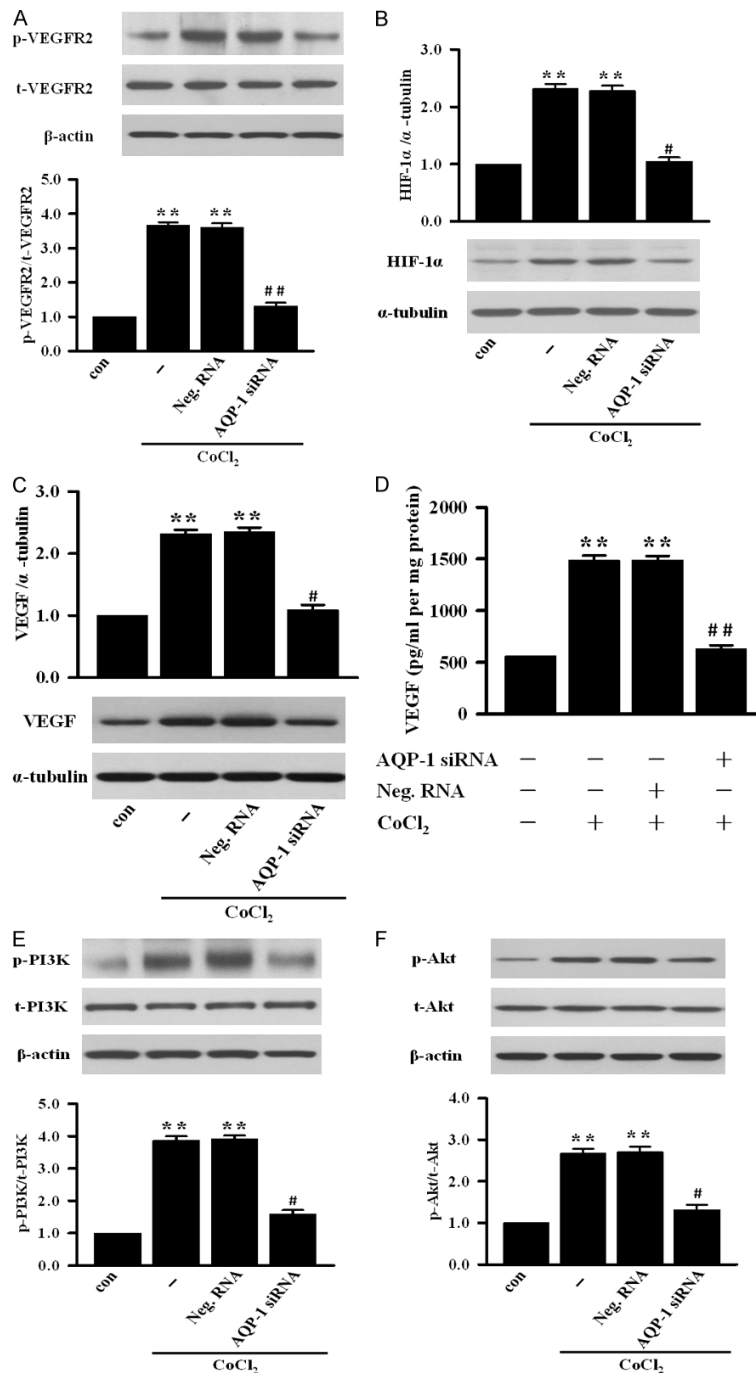 A
p-VEGFR2
t-VEGFR2
β-actin
p-VEGFR2/t-VEGFR2
5.0
4.0
3.0
2.0
1.0
0.0
**
**
##
con
–
Neg. RNA
AQP-1 siRNA
CoCl₂
B
HIF-1α /α -tubulin
3.0
2.0
1.0
0.0
**
**
#
HIF-1α
α-tubulin
con
–
Neg. RNA
AQP-1 siRNA
CoCl₂
C
VEGF /α -tubulin
3.0
2.0
1.0
0.0
**
**
#
VEGF
α-tubulin
con
–
Neg. RNA
AQP-1 siRNA
CoCl₂
D
VEGF (pg/ml per mg protein)
2000
1500
1000
500
0
**
**
##
AQP-1 siRNA – – – +
Neg. RNA – – + –
CoCl₂ – + + +
E
p-PI3K
t-PI3K
β-actin
p-PI3K/t-PI3K
5.0
4.0
3.0
2.0
1.0
0.0
**
**
#
con
–
Neg. RNA
AQP-1 siRNA
CoCl₂
F
p-Akt
t-Akt
β-actin
p-Akt/t-Akt
4.0
3.0
2.0
1.0
0.0
**
**
#
con
–
Neg. RNA
AQP-1 siRNA
CoCl₂